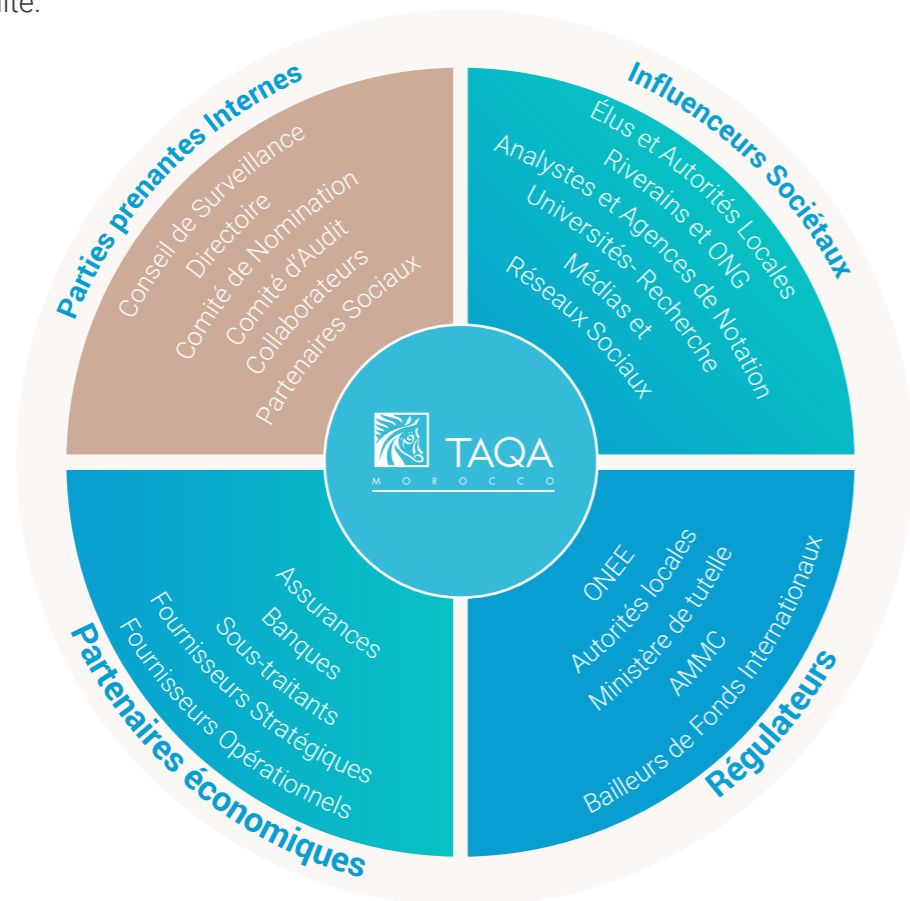 Parties prenantes Internes
Conseil de Surveillance
Directoire
Comité de Nomination
Comité d'Audit
Collaborateurs
Partenaires Sociaux
Influenceurs Sociétaux
Élus et Autorités Locales
Riverains et ONG
Analystes et Agences de Notation
Universités- Recherche
Médias et
Réseaux Sociaux
TAQA
MOROCCO
Assurances
Banques
Sous-traitants
Fournisseurs Stratégiques
Fournisseurs Opérationnels
Partenaires économiques
ONEE
Autorités locales
Ministère de tutelle
AMMC
Bailleurs de Fonds Internationaux
Régulateurs